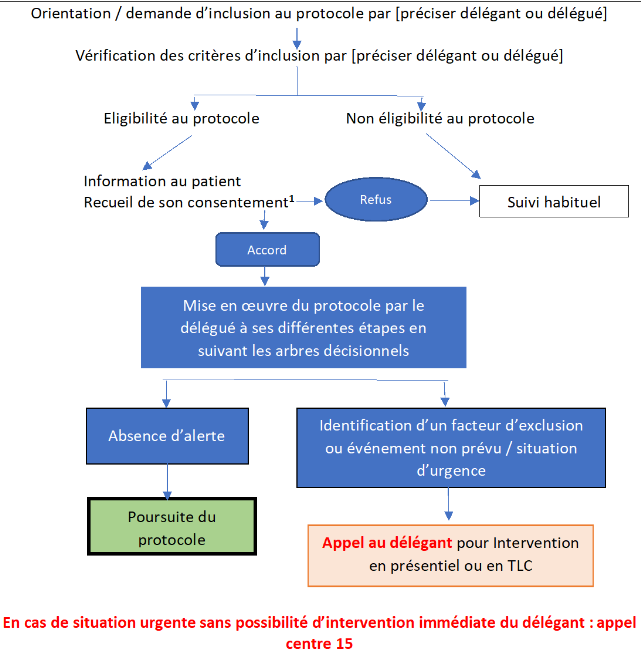 Orientation / demande d’inclusion au protocole par [préciser délégant ou délégué]
Vérification des critères d’inclusion par [préciser délégant ou délégué]
Eligibilité au protocole
Non éligibilité au protocole
Information au patient
Recueil de son consentement¹
Refus
Suivi habituel
Accord
Mise en œuvre du protocole par le
délégué à ses différentes étapes en
suivant les arbres décisionnels
Absence d’alerte
Identification d’un facteur d’exclusion
ou événement non prévu / situation
d’urgence
Poursuite du
protocole
Appel au délégant pour Intervention
en présentiel ou en TLC
En cas de situation urgente sans possibilité d’intervention immédiate du délégant : appel
centre 15